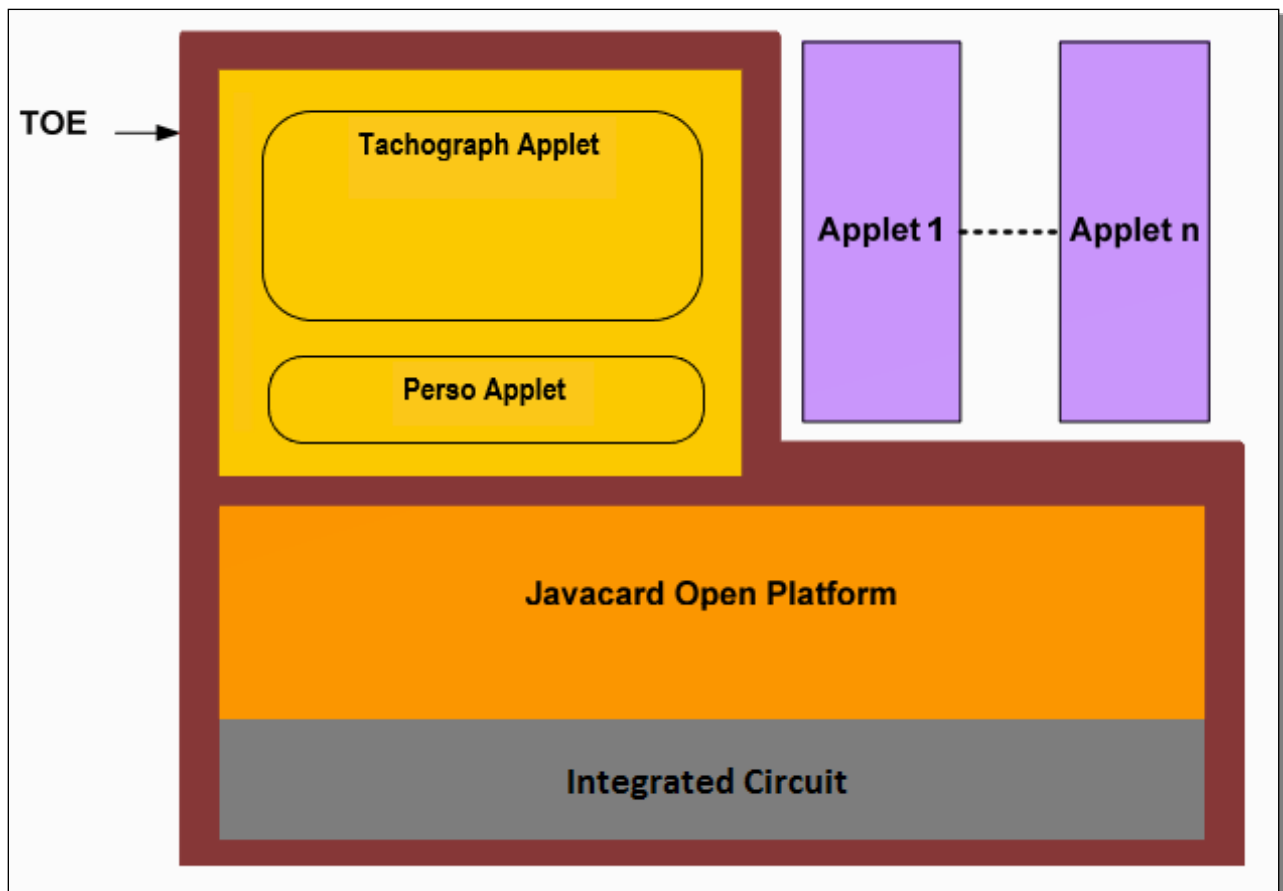 TOE
Tachograph Applet
Perso Applet
Applet 1
Applet n
Javacard Open Platform
Integrated Circuit